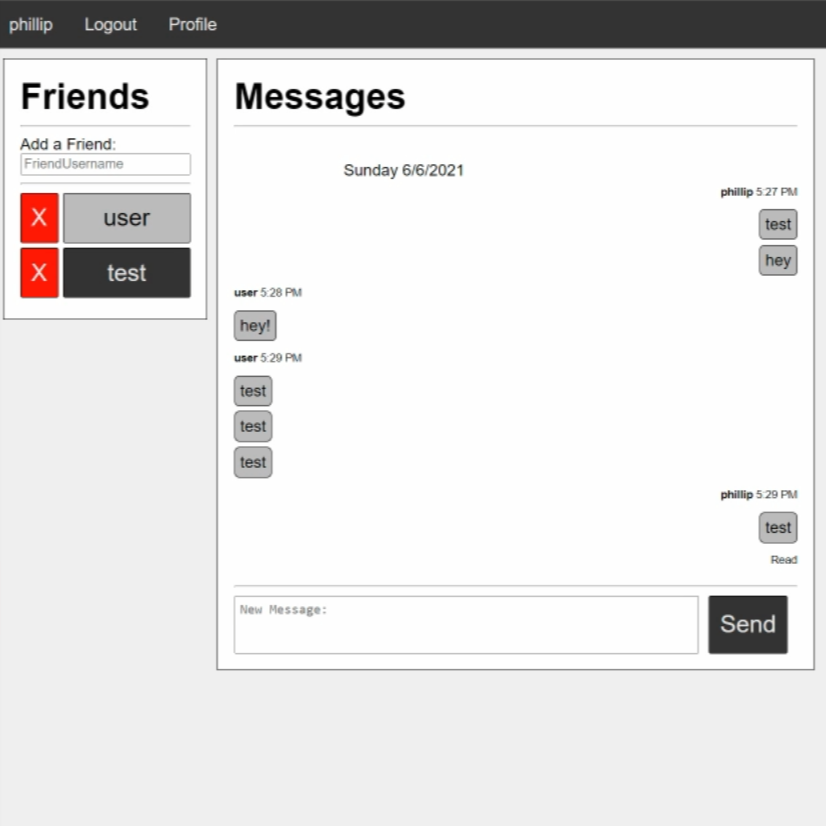 phillip Logout Profile
Friends
Add a Friend:
FriendUsername
X user
X test
Messages
Sunday 6/6/2021
phillip 5:27 PM
test
hey
user 5:28 PM
hey!
user 5:29 PM
test
test
test
phillip 5:29 PM
test
Read
New Message:
Send